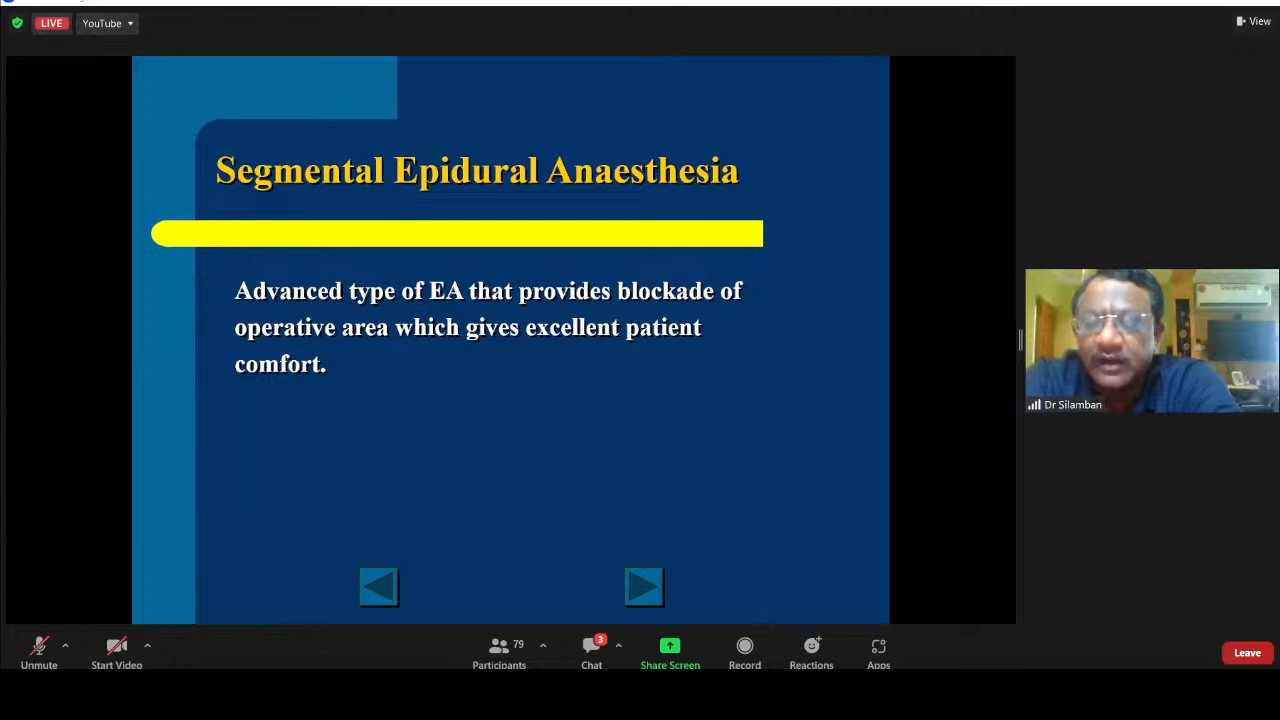 LIVE
YouTube
View
Segmental Epidural Anaesthesia
Advanced type of EA that provides blockade of
operative area which gives excellent patient
comfort.
Dr Silamban
Unmute
Start Video
79
Participants
3
Chat
Share Screen
Record
Reactions
Apps
Leave